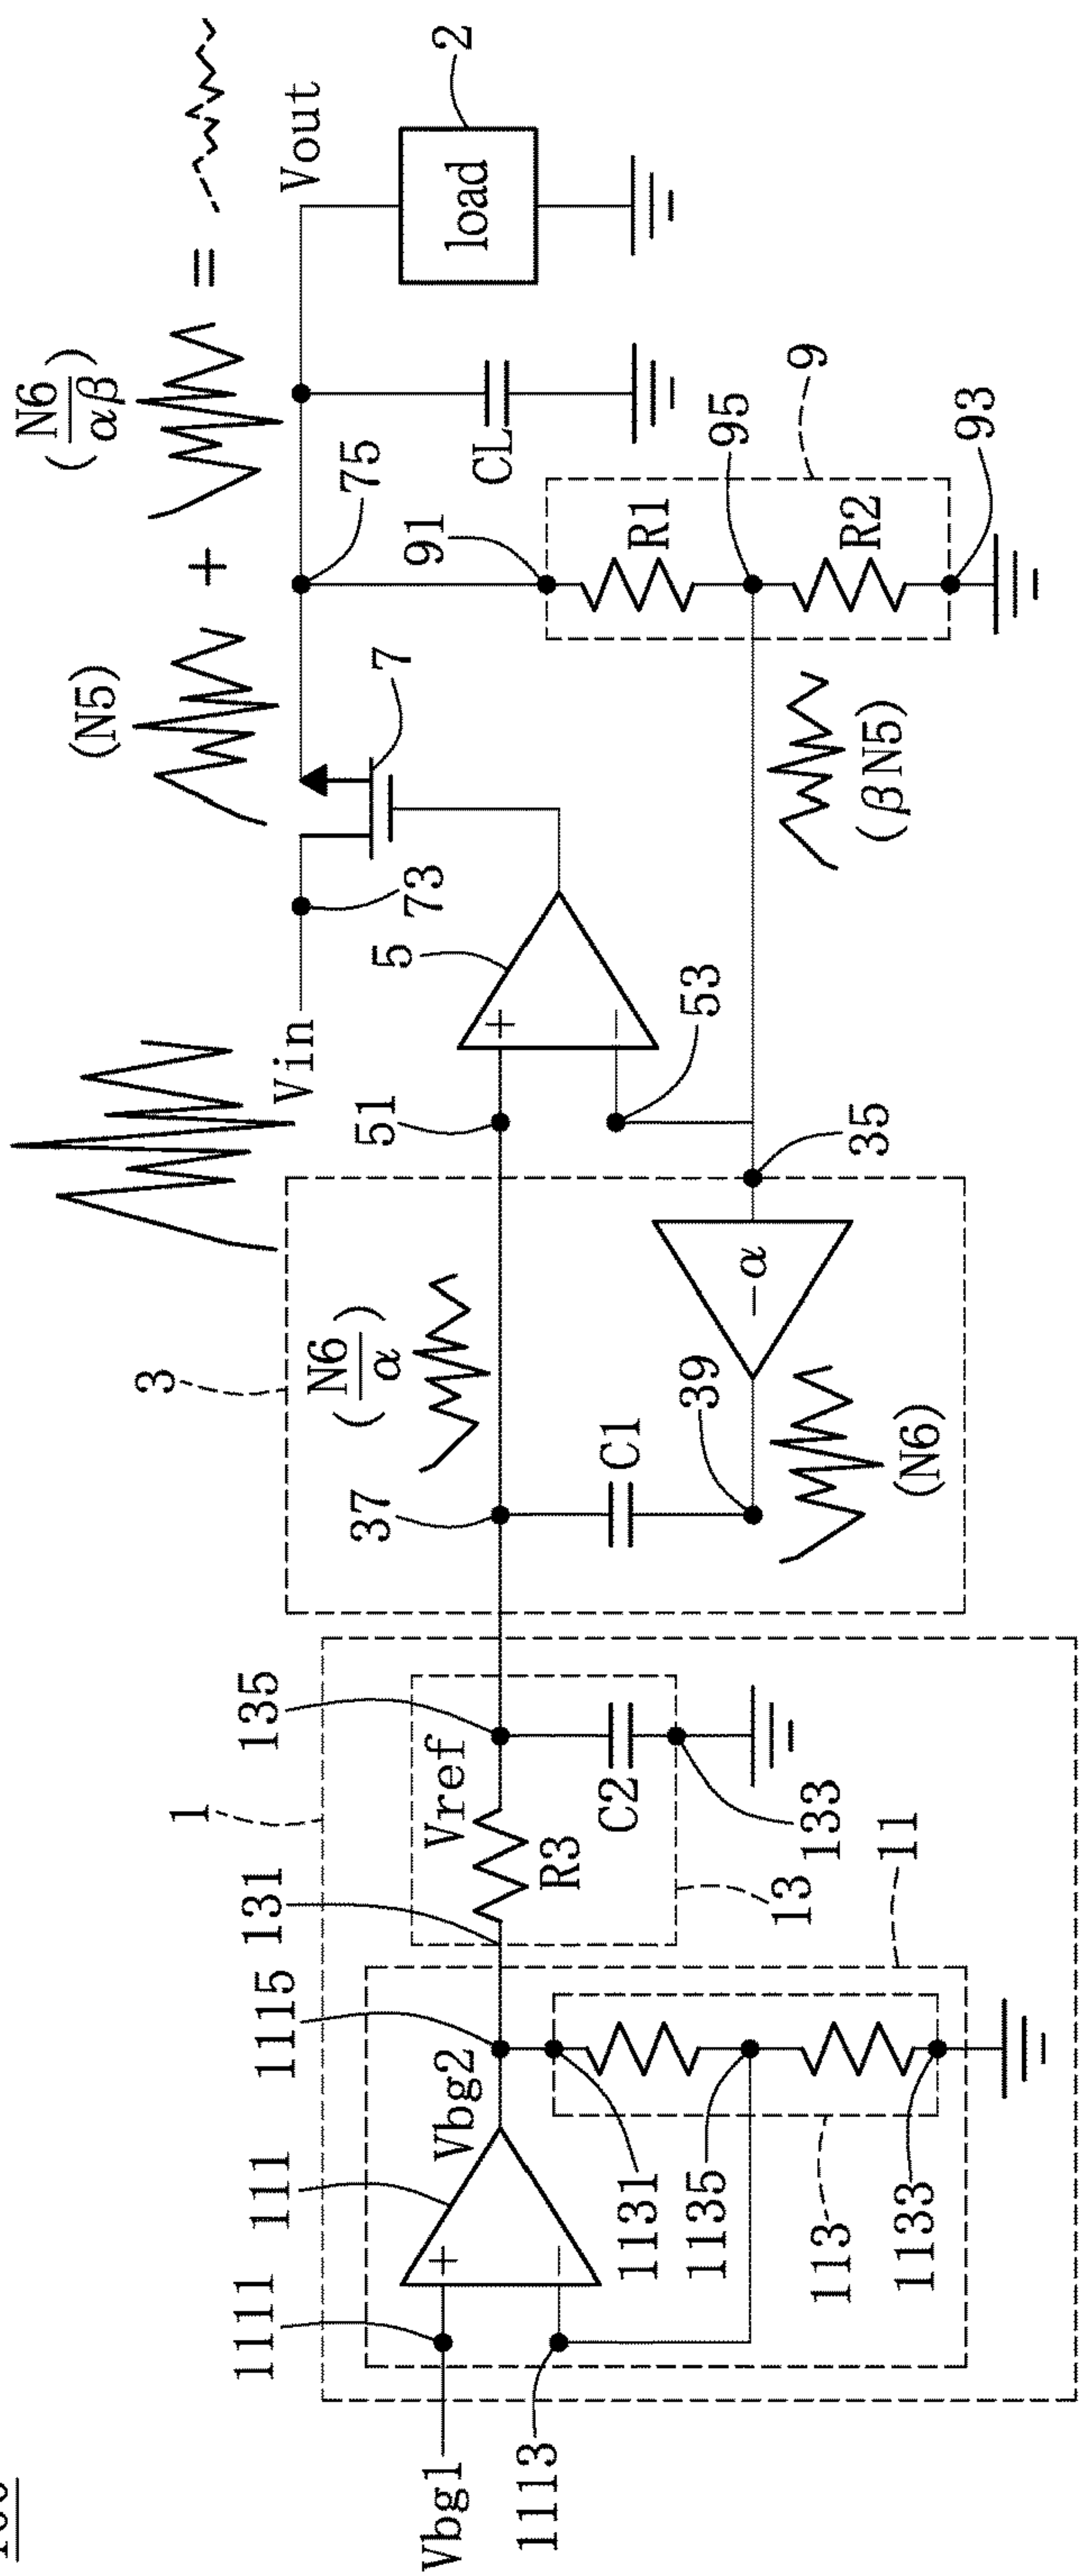 Vbg1
1111
1113
111
Vbg2
1115
1131
1135
113
1133
11
131
Vref
R3
135
C2
133
13
1
37
C1
39
(N6)
(N6/α)
3
−α
35
51
53
+
−
+
−
5
Vin
73
7
(N5)
+
(N6/αβ)
=
75
91
R1
95
R2
93
9
(βN5)
CL
Vout
load
2